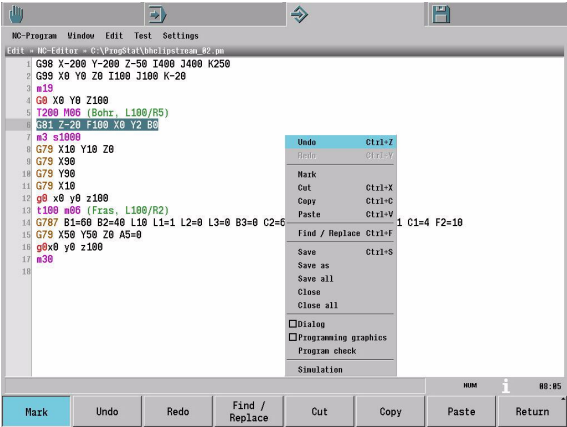 NC-Program Window Edit Test Settings
Edit » NC-Editor » C:\ProgStat\bhclipstream_02.pm
1 G98 X-200 Y-200 Z-50 I400 J400 K250
2 G99 X0 Y0 Z0 I100 J100 K-20
3 m19
4 G0 X0 Y0 Z100
5 T200 M06 (Bohr, L100/R5)
6 G81 Z-20 F100 X0 Y2 B0
7 m3 s1000
8 G79 X10 Y10 Z0
9 G79 X90
10 G79 Y90
11 G79 X10
12 g0 x0 y0 z100
13 t100 m06 (Fras, L100/R2)
14 G787 B1=60 B2=40 L10 L1=1 L2=0 L3=0 B3=0 C2=6 1 C1=4 F2=10
15 G79 X50 Y50 Z0 A5=0
16 g0x0 y0 z100
17 m30
18
Undo Ctrl+Z
Redo Ctrl+Y
Mark
Cut Ctrl+X
Copy Ctrl+C
Paste Ctrl+V
Find / Replace Ctrl+F
Save Ctrl+S
Save as
Save all
Close
Close all
Dialog
Programming graphics
Program check
Simulation
NUM i 08:05
Mark Undo Redo Find / Replace Cut Copy Paste Return